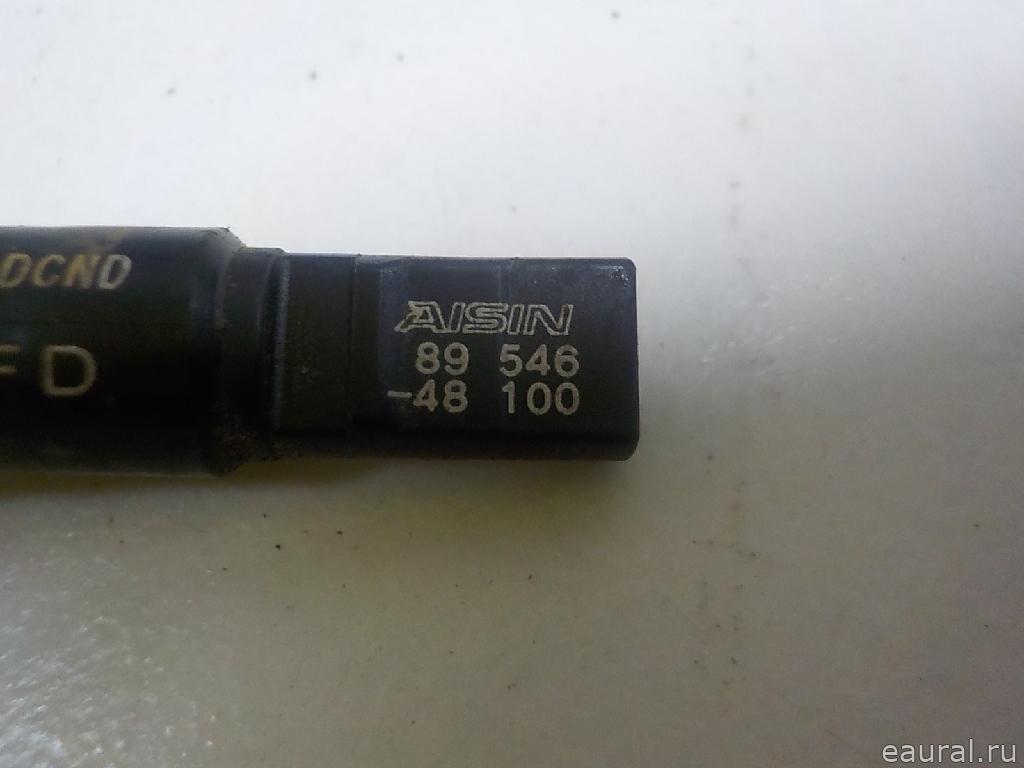 DCND
FD
AISIN
89 546
-48 100
eaural.ru